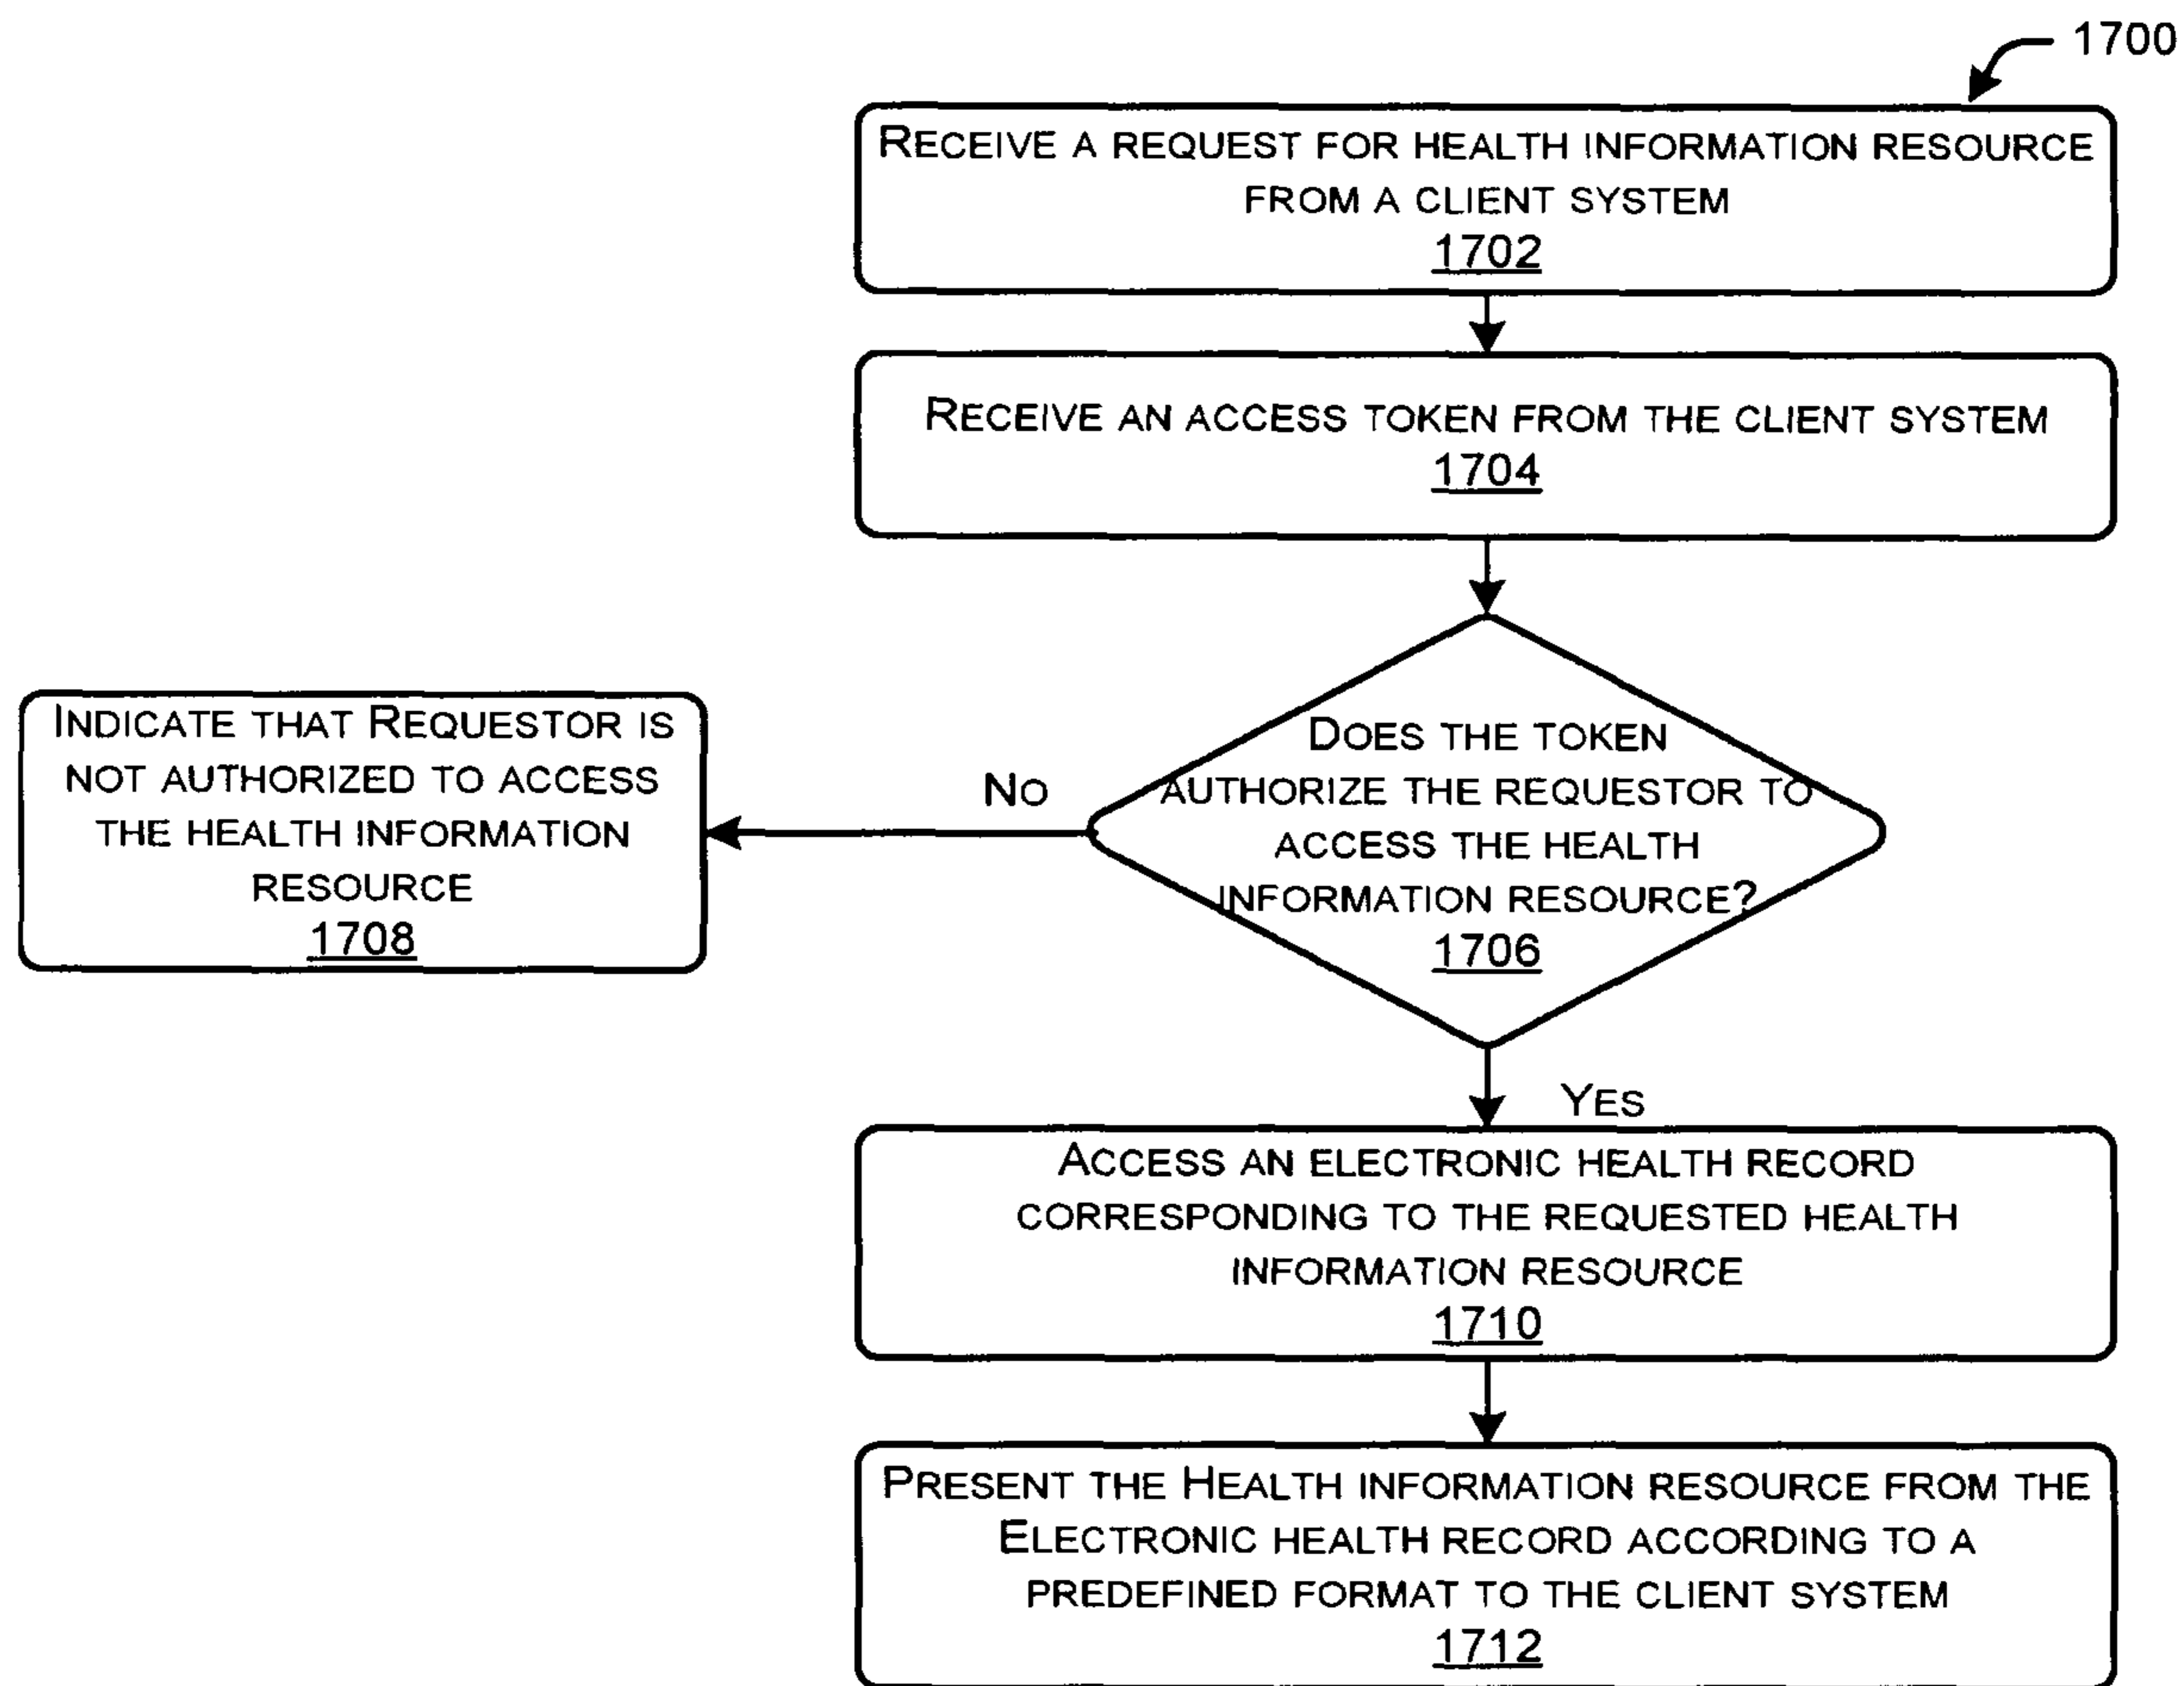 1700
RECEIVE A REQUEST FOR HEALTH INFORMATION RESOURCE
FROM A CLIENT SYSTEM
1702
RECEIVE AN ACCESS TOKEN FROM THE CLIENT SYSTEM
1704
DOES THE TOKEN
AUTHORIZE THE REQUESTOR TO
ACCESS THE HEALTH
INFORMATION RESOURCE?
1706
NO
INDICATE THAT REQUESTOR IS
NOT AUTHORIZED TO ACCESS
THE HEALTH INFORMATION
RESOURCE
1708
YES
ACCESS AN ELECTRONIC HEALTH RECORD
CORRESPONDING TO THE REQUESTED HEALTH
INFORMATION RESOURCE
1710
PRESENT THE HEALTH INFORMATION RESOURCE FROM THE
ELECTRONIC HEALTH RECORD ACCORDING TO A
PREDEFINED FORMAT TO THE CLIENT SYSTEM
1712